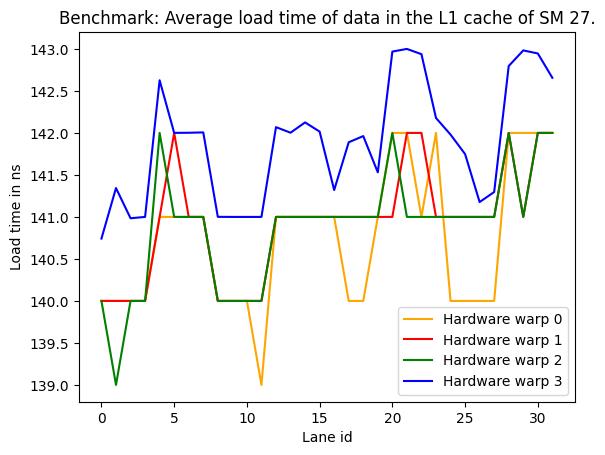 Benchmark: Average load time of data in the L1 cache of SM 27.
143.0
142.5
142.0
141.5
141.0
140.5
140.0
139.5
139.0
Load time in ns
0 5 10 15 20 25 30
Lane id
Hardware warp 0
Hardware warp 1
Hardware warp 2
Hardware warp 3